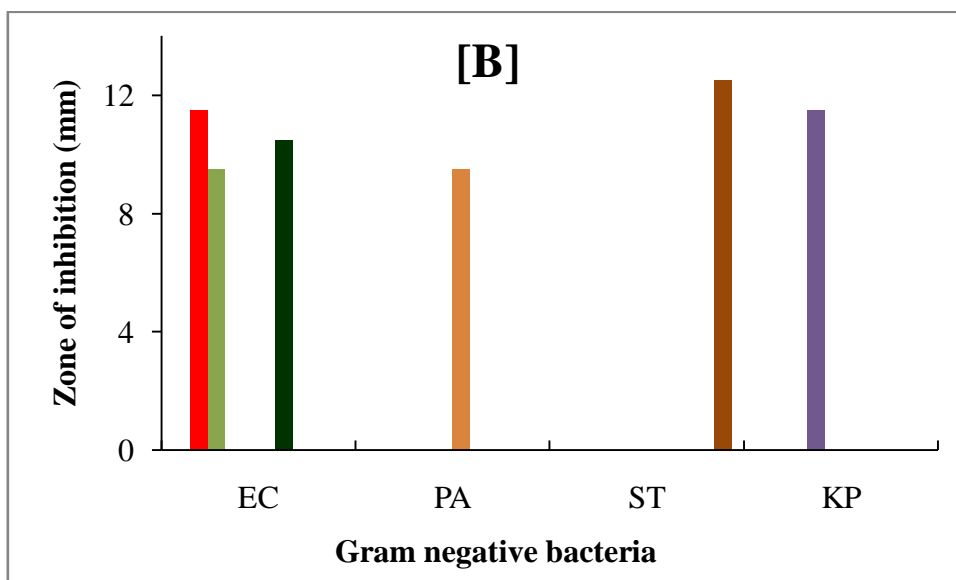 [B]
Zone of inhibition (mm)
12
8
4
0
EC PA ST KP
Gram negative bacteria